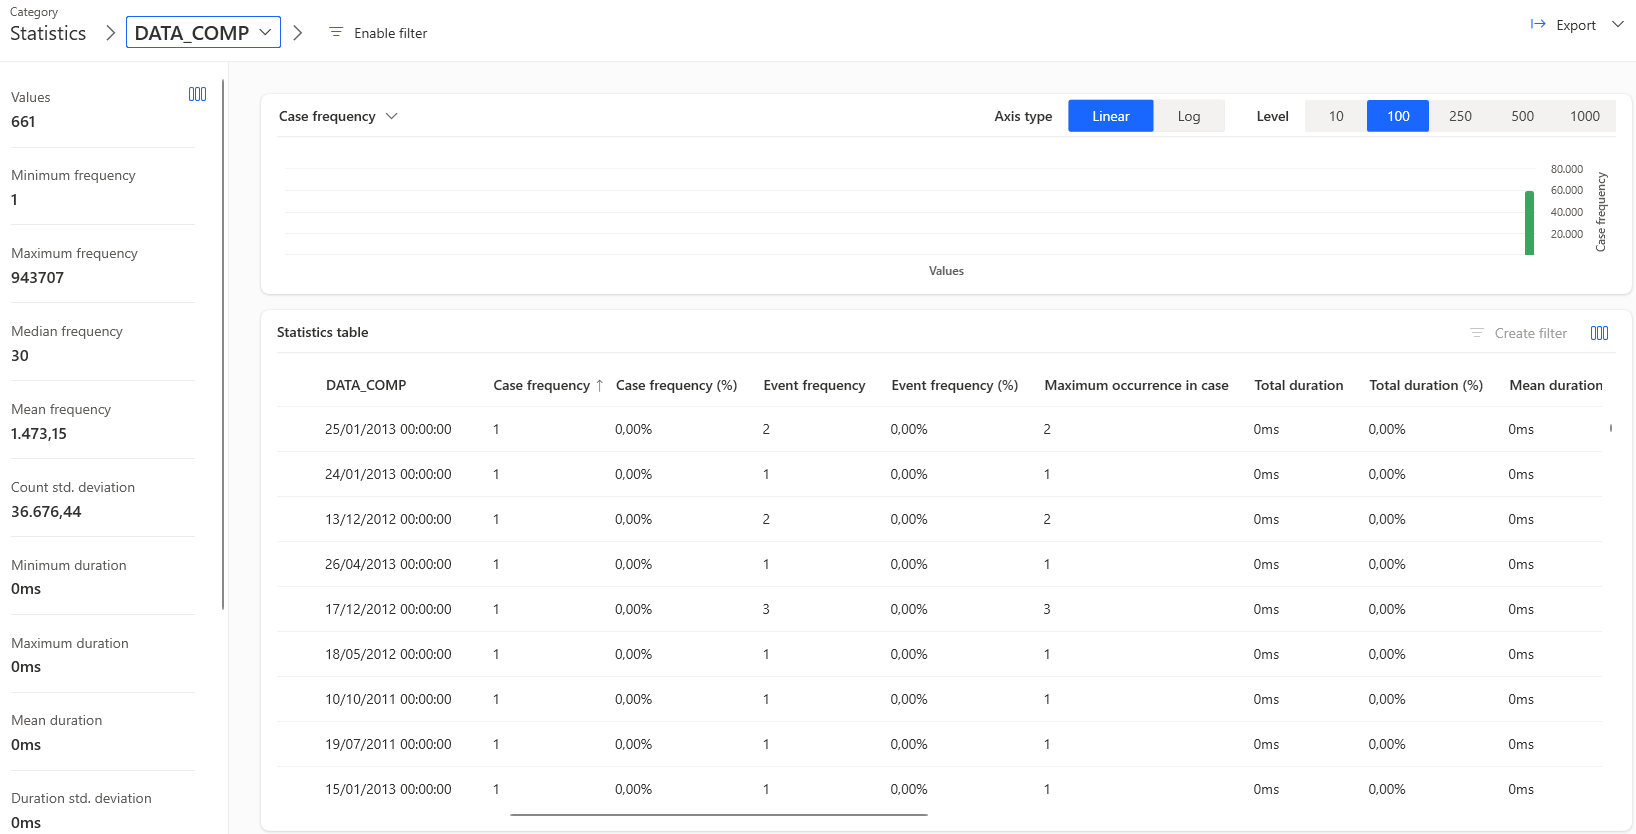 Category
Statistics
DATA_COMP
Enable filter
Export
Values
661
Minimum frequency
1
Maximum frequency
943707
Median frequency
30
Mean frequency
1.473,15
Count std. deviation
36.676,44
Minimum duration
0ms
Maximum duration
0ms
Mean duration
0ms
Duration std. deviation
0ms
Case frequency
Axis type Linear Log Level 10 100 250 500 1000
80.000
60.000
40.000
20.000
Case frequency
Values
Statistics table
Create filter
DATA_COMP Case frequency ↑ Case frequency (%) Event frequency Event frequency (%) Maximum occurrence in case Total duration Total duration (%) Mean duration
25/01/2013 00:00:00 1 0,00% 2 0,00% 2 0ms 0,00% 0ms
24/01/2013 00:00:00 1 0,00% 1 0,00% 1 0ms 0,00% 0ms
13/12/2012 00:00:00 1 0,00% 2 0,00% 2 0ms 0,00% 0ms
26/04/2013 00:00:00 1 0,00% 1 0,00% 1 0ms 0,00% 0ms
17/12/2012 00:00:00 1 0,00% 3 0,00% 3 0ms 0,00% 0ms
18/05/2012 00:00:00 1 0,00% 1 0,00% 1 0ms 0,00% 0ms
10/10/2011 00:00:00 1 0,00% 1 0,00% 1 0ms 0,00% 0ms
19/07/2011 00:00:00 1 0,00% 1 0,00% 1 0ms 0,00% 0ms
15/01/2013 00:00:00 1 0,00% 1 0,00% 1 0ms 0,00% 0ms